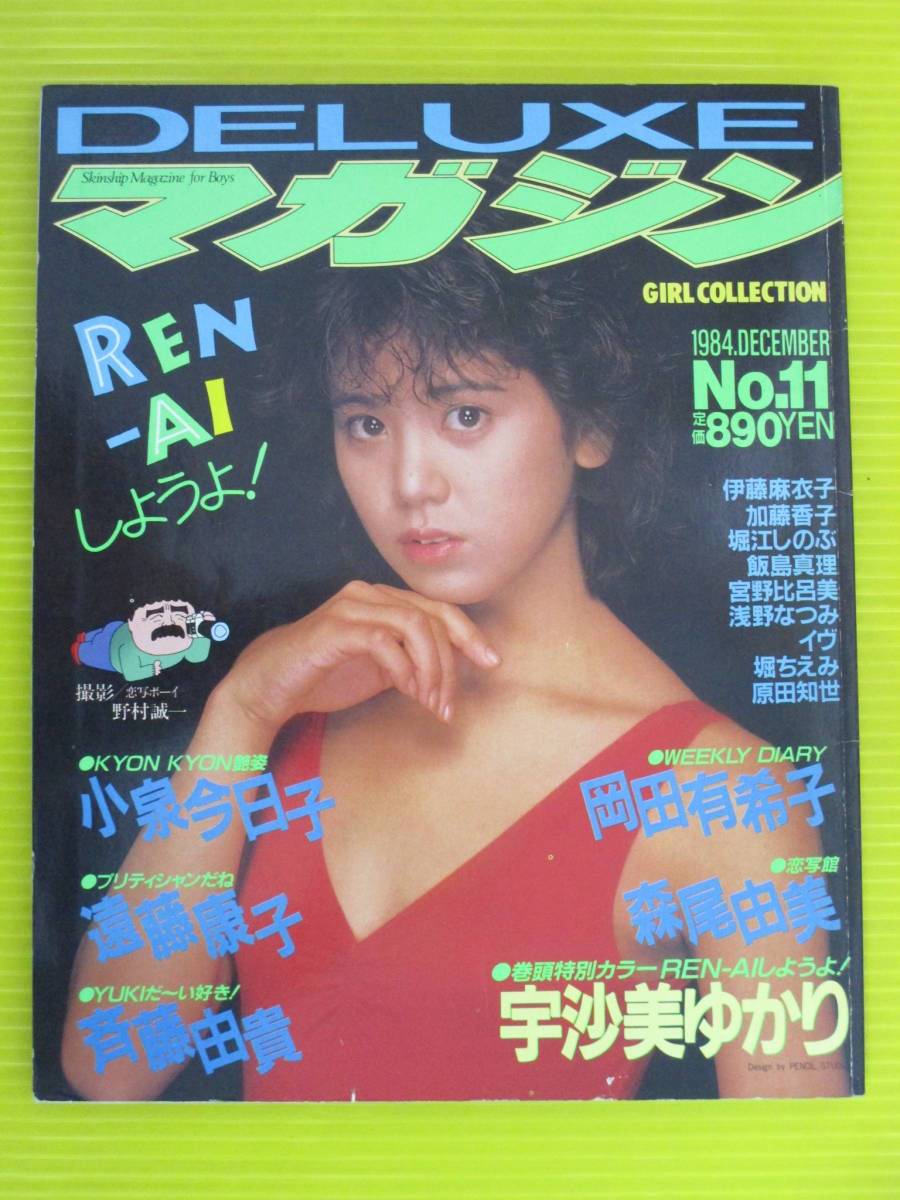 DELUXE
Skinship Magazine for Boys
マガジン
GIRL COLLECTION
REN
-AI
しようよ!
1984.DECEMBER
No.11
定価890YEN
伊藤麻衣子
加藤香子
堀江しのぶ
飯島真理
宮野比呂美
浅野なつみ
イヴ
堀ちえみ
原田知世
撮影/恋写ボーイ
野村誠一
●KYON KYON艶姿
小泉今日子
●プリティシャンだね
遠藤康子
●YUKIだ〜い好き!
斉藤由貴
●WEEKLY DIARY
岡田有希子
●恋写館
森尾由美
●巻頭特別カラーREN-AIしようよ!
宇沙美ゆかり
Design by PENCIL STUDIO